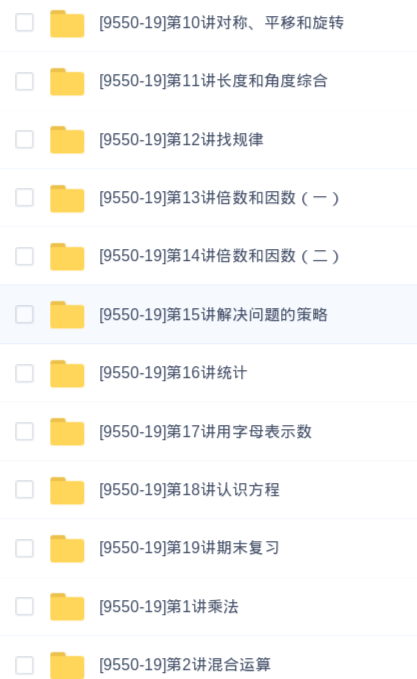 [9550-19]第10讲对称、平移和旋转
[9550-19]第11讲长度和角度综合
[9550-19]第12讲找规律
[9550-19]第13讲倍数和因数（一）
[9550-19]第14讲倍数和因数（二）
[9550-19]第15讲解决问题的策略
[9550-19]第16讲统计
[9550-19]第17讲用字母表示数
[9550-19]第18讲认识方程
[9550-19]第19讲期末复习
[9550-19]第1讲乘法
[9550-19]第2讲混合运算